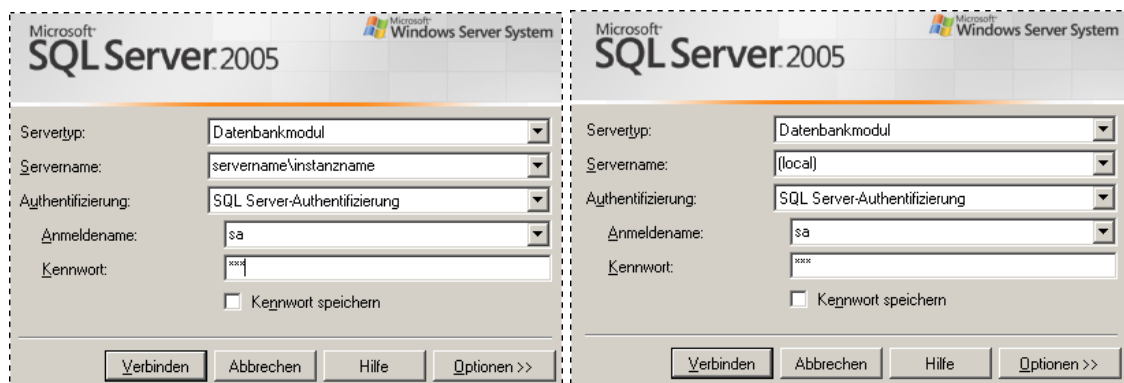 Microsoft
SQL Server 2005
Microsoft
Windows Server System
Servertyp:
Datenbankmodul
Servername:
servername\instanzname
Authentifizierung:
SQL Server-Authentifizierung
Anmeldename:
sa
Kennwort:
***
Kennwort speichern
Verbinden
Abbrechen
Hilfe
Optionen >>
Microsoft
SQL Server 2005
Microsoft
Windows Server System
Servertyp:
Datenbankmodul
Servername:
(local)
Authentifizierung:
SQL Server-Authentifizierung
Anmeldename:
sa
Kennwort:
***
Kennwort speichern
Verbinden
Abbrechen
Hilfe
Optionen >>